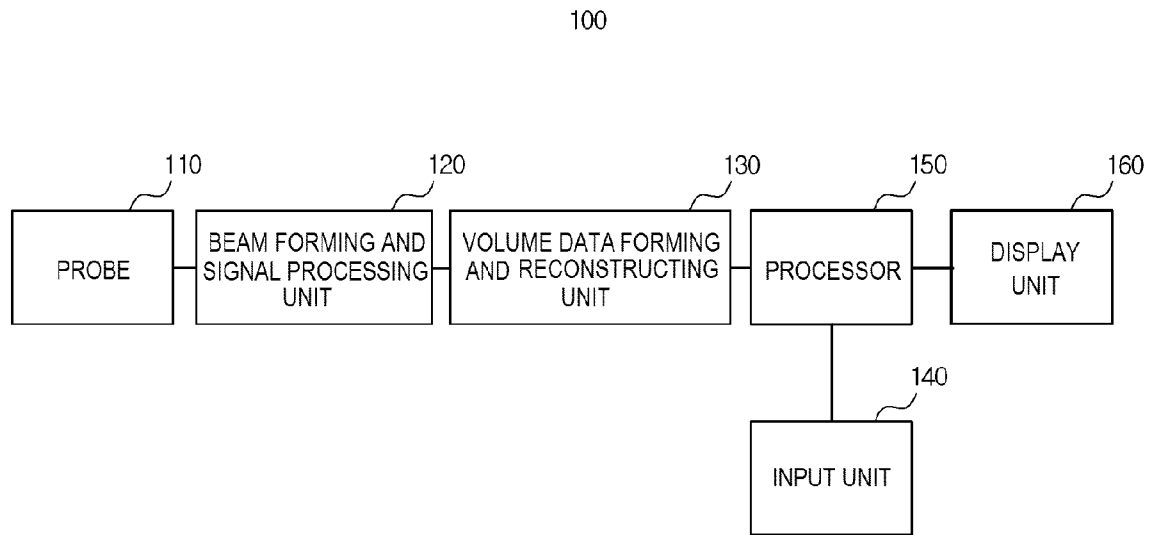 100
110
120
130
150
160
PROBE
BEAM FORMING AND
SIGNAL PROCESSING
UNIT
VOLUME DATA FORMING
AND RECONSTRUCTING
UNIT
PROCESSOR
DISPLAY
UNIT
140
INPUT UNIT